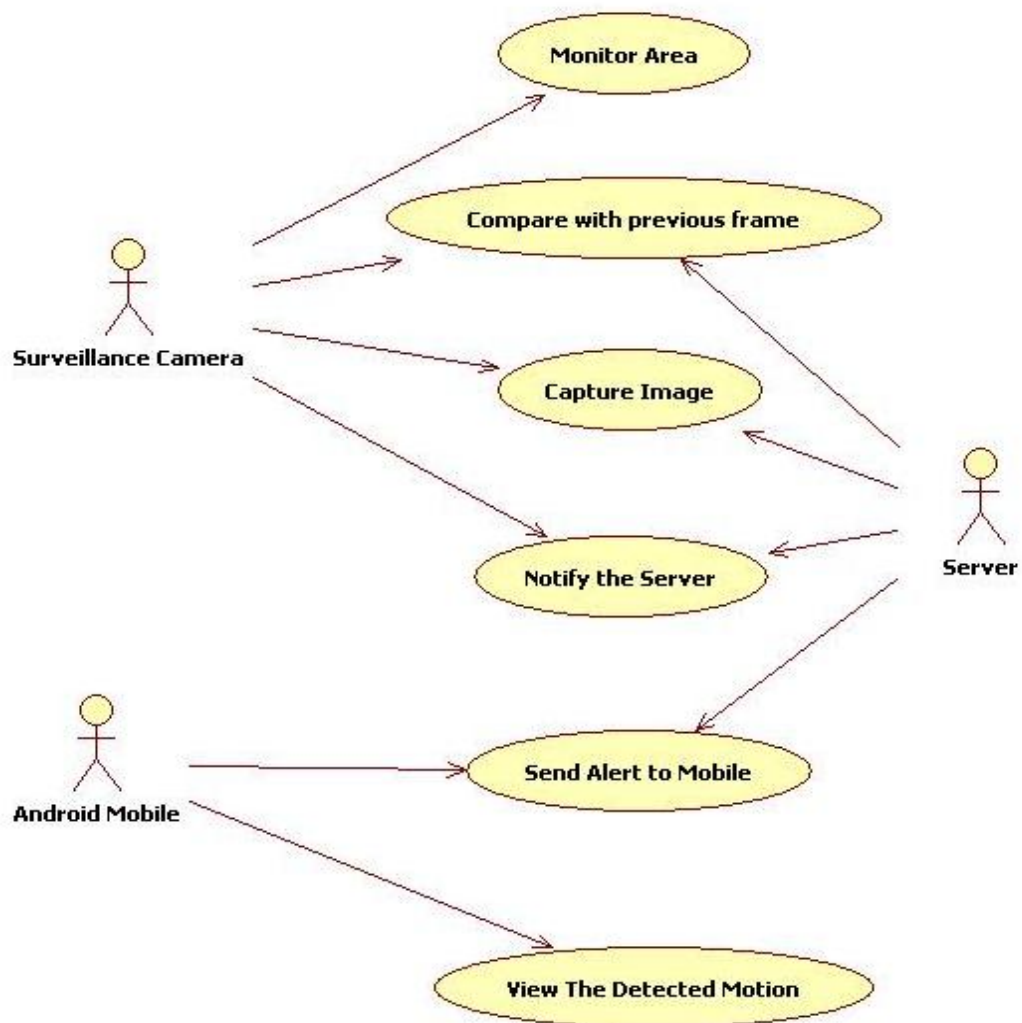 Monitor Area
Compare with previous frame
Surveillance Camera
Capture Image
Server
Notify the Server
Android Mobile
Send Alert to Mobile
View The Detected Motion